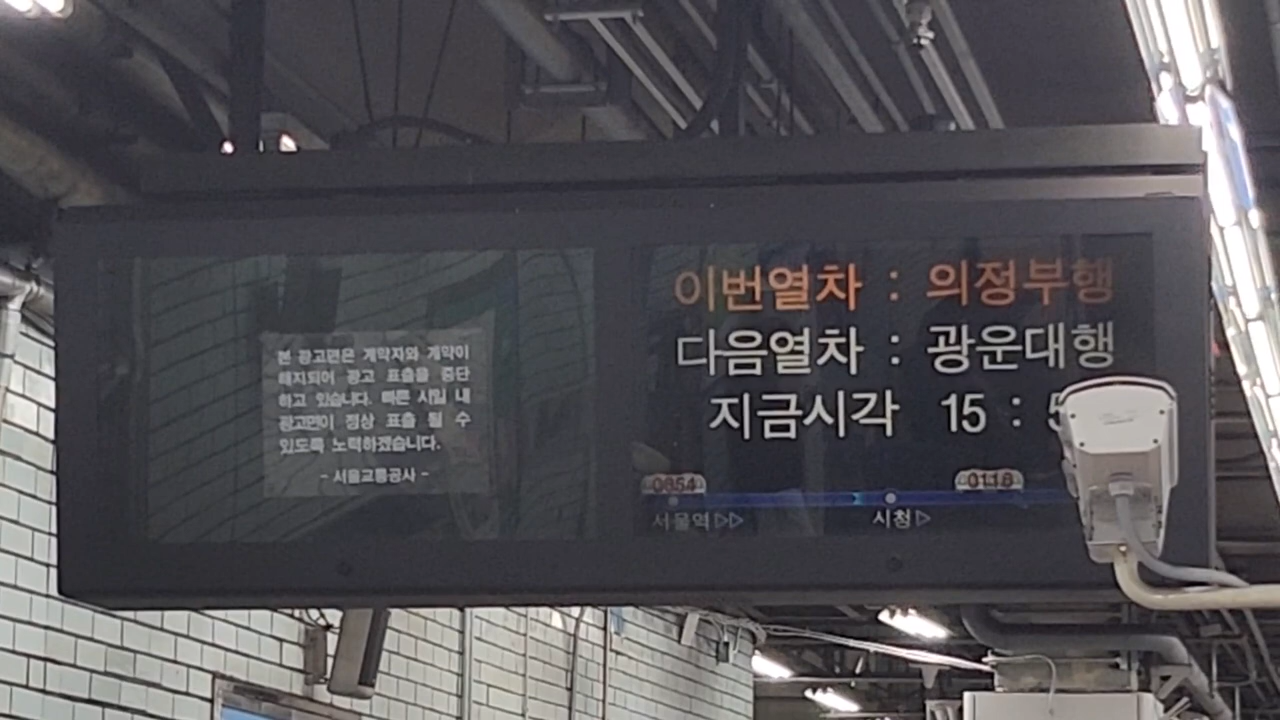 본 광고면은 계약자와 계약이
해지되어 광고 표출을 중단
하고 있습니다. 빠른 시일 내
광고면이 정상 표출 될 수
있도록 노력하겠습니다.
- 서울교통공사 -
이번열차 : 의정부행
다음열차 : 광운대행
지금시각 15 : 5
0654 0118
서울역▷▷ 시청▷